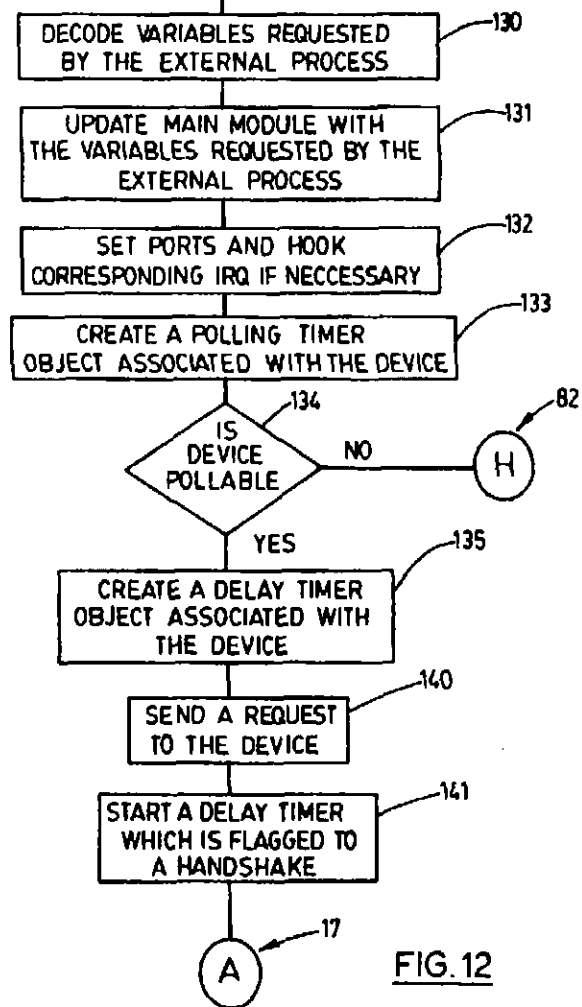 130
DECODE VARIABLES REQUESTED
BY THE EXTERNAL PROCESS
131
UPDATE MAIN MODULE WITH
THE VARIABLES REQUESTED BY THE
EXTERNAL PROCESS
132
SET PORTS AND HOOK
CORRESPONDING IRQ IF NECCESSARY
133
CREATE A POLLING TIMER
OBJECT ASSOCIATED WITH THE DEVICE
134
IS
DEVICE
POLLABLE
NO
82
H
YES
135
CREATE A DELAY TIMER
OBJECT ASSOCIATED WITH
THE DEVICE
140
SEND A REQUEST
TO THE DEVICE
141
START A DELAY TIMER
WHICH IS FLAGGED TO
A HANDSHAKE
17
A
FIG. 12